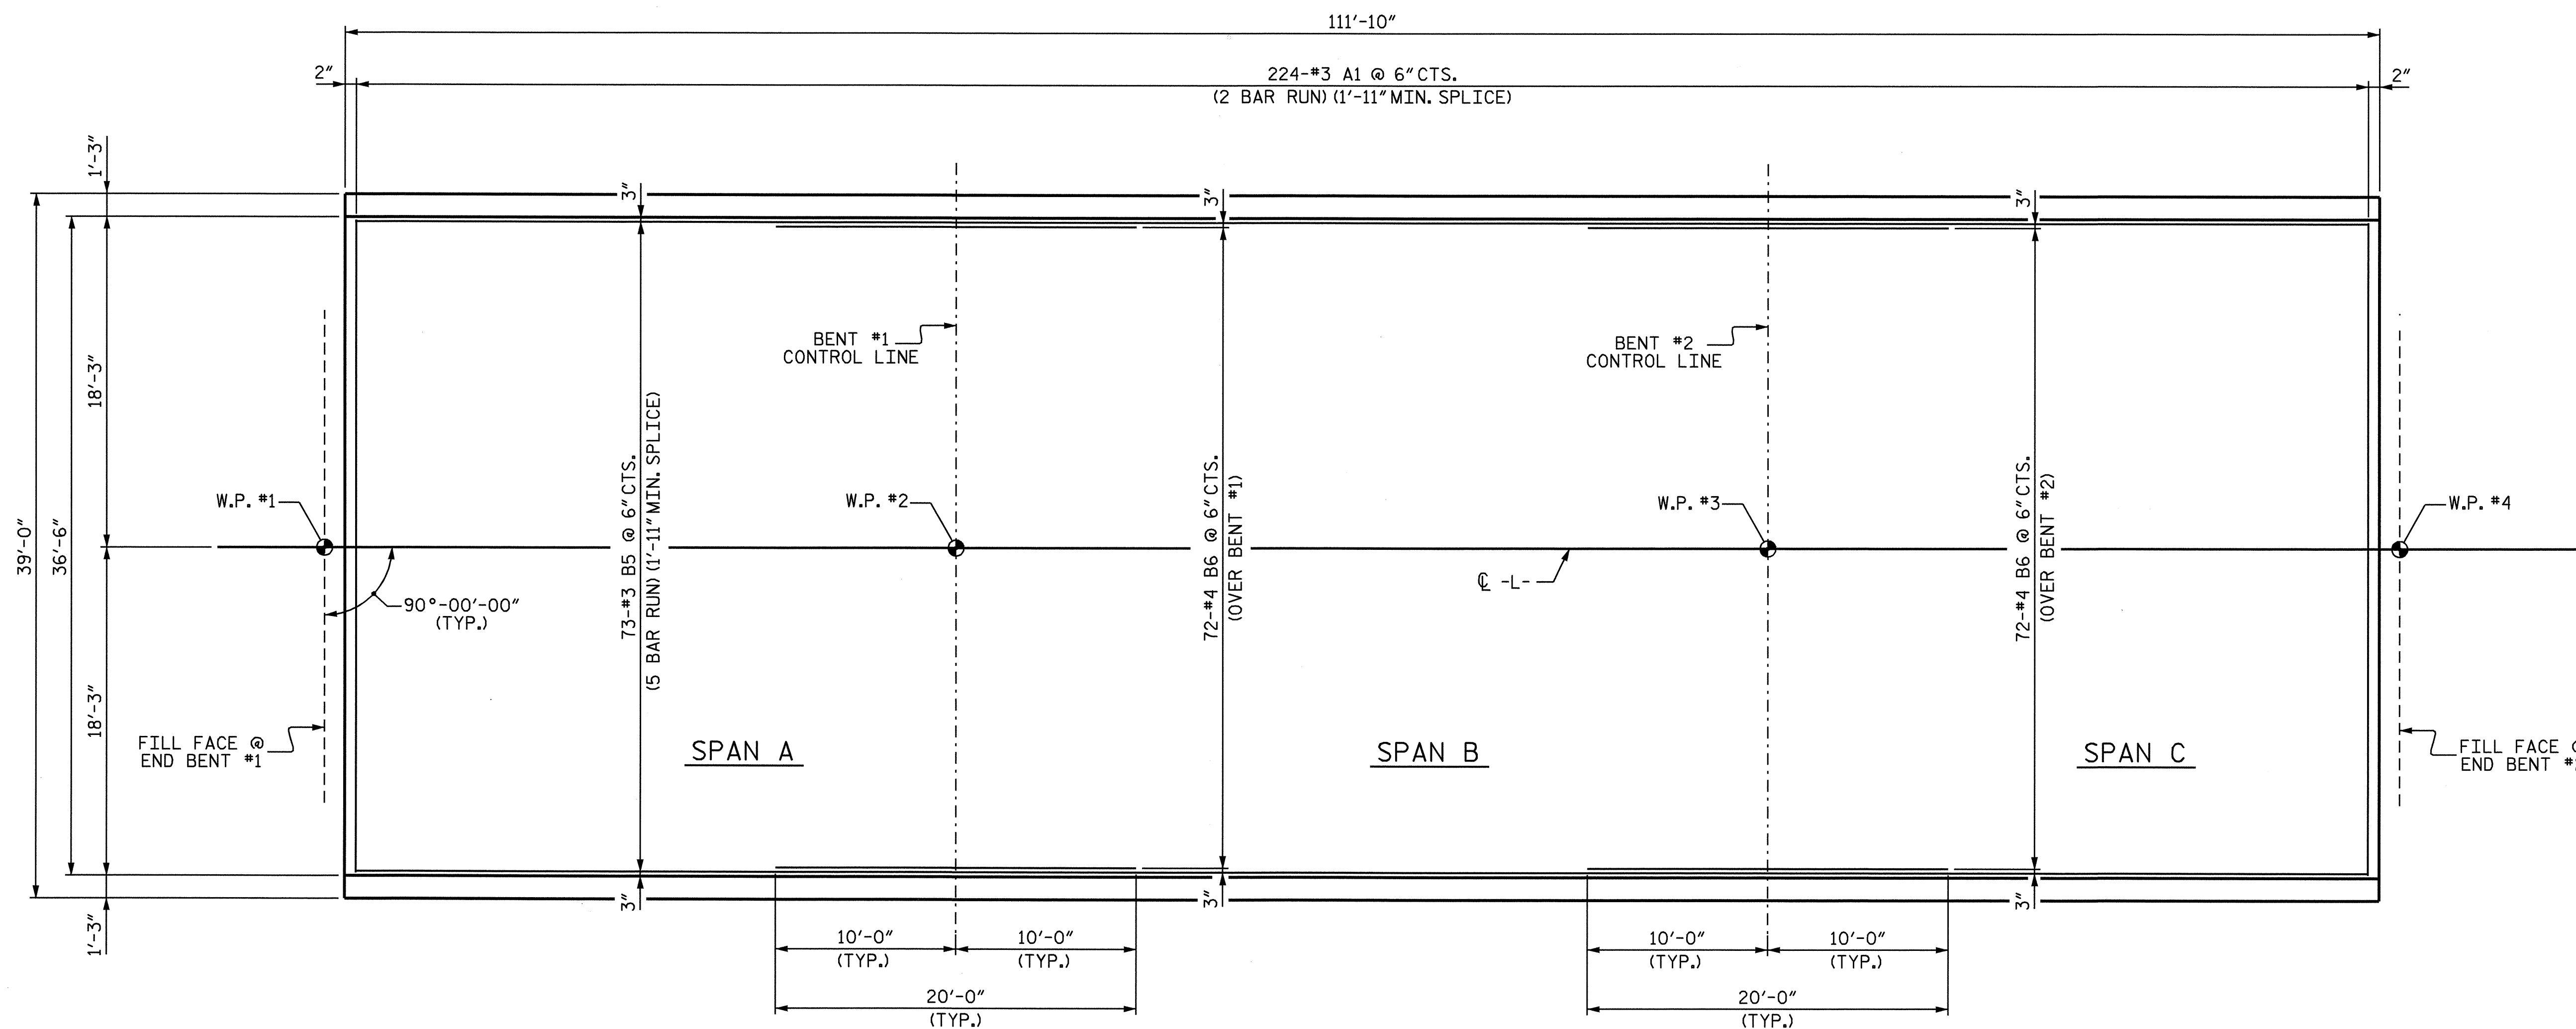 111'-10"
2"
224-#3 A1 @ 6" CTS.
2"
(2 BAR RUN) (1'-11" MIN. SPLICE)
1'-3"
3"
3"
3"
39'-0"
36'-6"
18'-3"
18'-3"
1'-3"
BENT #1
CONTROL LINE
BENT #2
CONTROL LINE
73-#3 B5 @ 6" CTS.
(5 BAR RUN) (1'-11" MIN. SPLICE)
72-#4 B6 @ 6" CTS.
(OVER BENT #1)
72-#4 B6 @ 6" CTS.
(OVER BENT #2)
W.P. #1
W.P. #2
W.P. #3
W.P. #4
90°-00'-00"
(TYP.)
℄ -L-
FILL FACE @
END BENT #1
SPAN A
SPAN B
SPAN C
FILL FACE
END BENT
3"
3"
3"
10'-0"
(TYP.)
10'-0"
(TYP.)
10'-0"
(TYP.)
10'-0"
(TYP.)
20'-0"
(TYP.)
20'-0"
(TYP.)